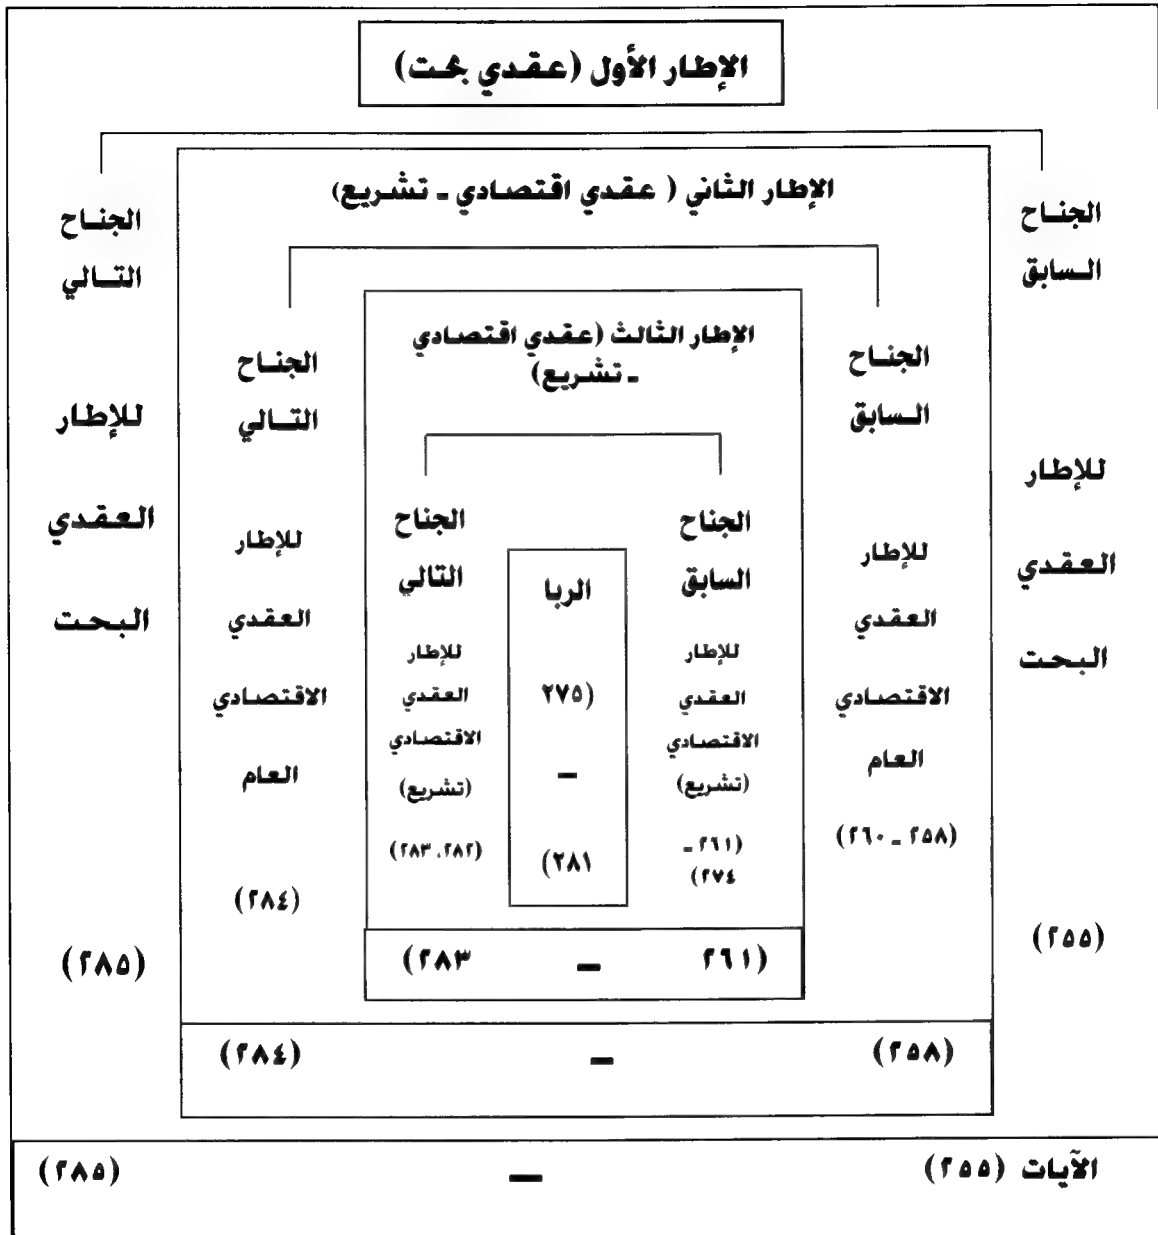 الإطار الأول (عقدي بحت)
الإطار الثاني ( عقدي اقتصادي ـ تشريع)
الجناح
السابق
للإطار
العقدي
البحت
(٢٥٥)
الجناح
السابق
للإطار
العقدي
الاقتصادي
العام
(٢٥٨ ـ ٢٦٠)
الإطار الثالث (عقدي اقتصادي
ـ تشريع)
الجناح
السابق
للإطار
العقدي
الاقتصادي
(تشريع)
(٢٦١ ـ
٢٧٤)
الربا
(٢٧٥
–
٢٨١)
الجناح
التالي
للإطار
العقدي
الاقتصادي
(تشريع)
(٢٨٢، ٢٨٣)
(٢٦١ – ٢٨٣)
الجناح
التالي
للإطار
العقدي
الاقتصادي
العام
(٢٨٤)
(٢٥٨) – (٢٨٤)
الجناح
التالي
للإطار
العقدي
البحت
(٢٨٥)
الآيات (٢٥٥) — (٢٨٥)